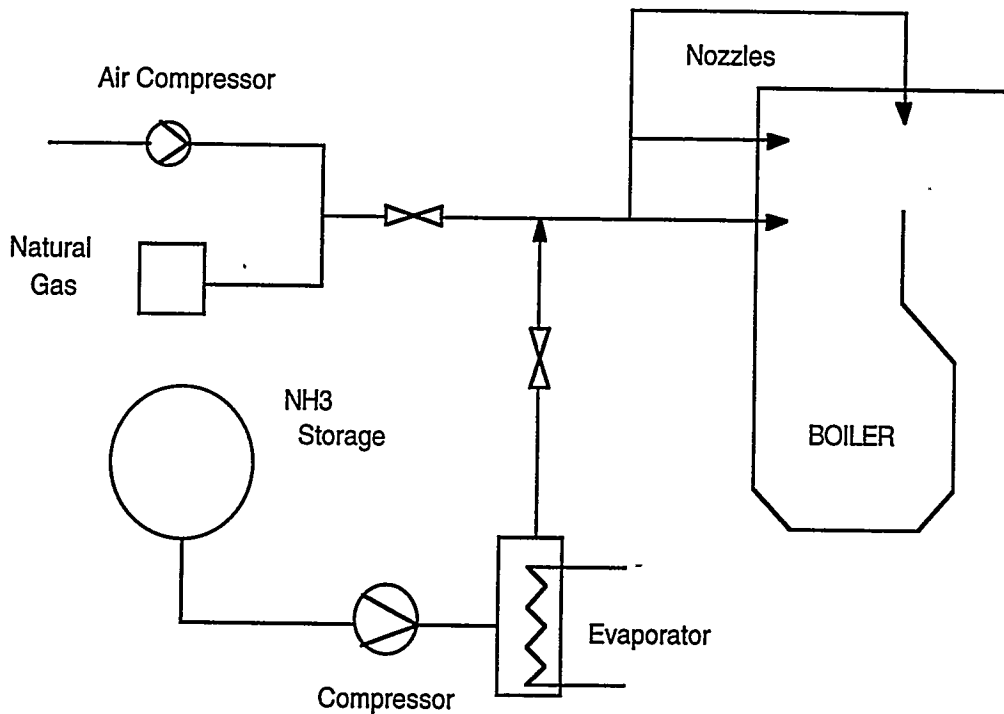 Nozzles
Air Compressor
Natural
Gas
NH3
Storage
BOILER
Evaporator
Compressor